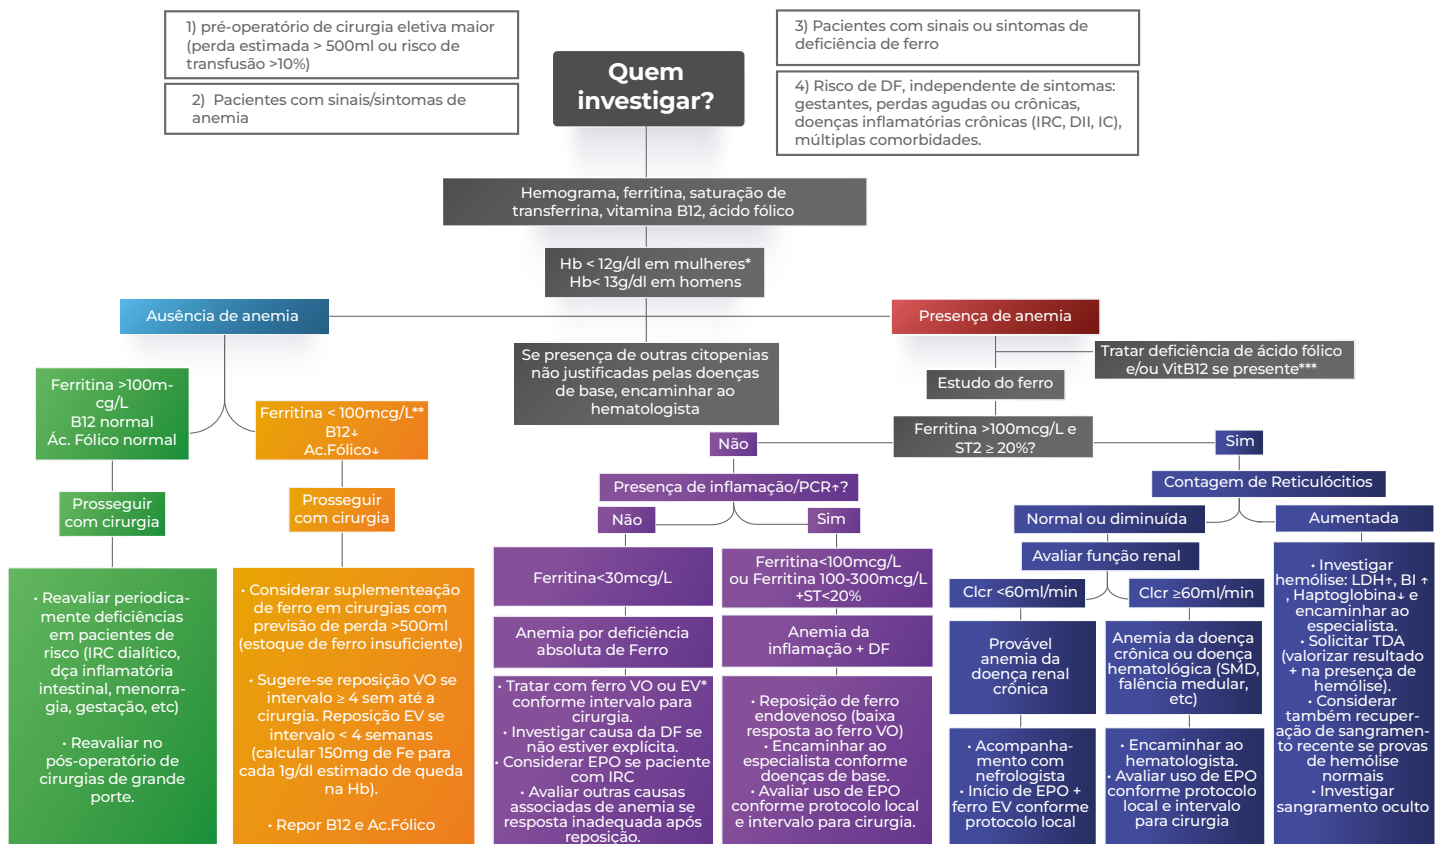 1) pré-operatório de cirurgia eletiva maior
(perda estimada > 500ml ou risco de
transfusão >10%)
2) Pacientes com sinais/sintomas de
anemia
Quem
investigar?
3) Pacientes com sinais ou sintomas de
deficiência de ferro
4) Risco de DF, independente de sintomas:
gestantes, perdas agudas ou crônicas,
doenças inflamatórias crônicas (IRC, DII, IC),
múltiplas comorbidades.
Hemograma, ferritina, saturação de
transferrina, vitamina B12, ácido fólico
Hb < 12g/dl em mulheres*
Hb< 13g/dl em homens
Ausência de anemia
Se presença de outras citopenias
não justificadas pelas doenças
de base, encaminhar ao
hematologista
Presença de anemia
Tratar deficiência de ácido fólico
e/ou VitB12 se presente***
Estudo do ferro
Ferritina >100mcg/L e
ST2 ≥ 20%?
Ferritina >100m-
cg/L
B12 normal
Ác. Fólico normal
Prosseguir
com cirurgia
• Reavaliar periodica-
mente deficiências
em pacientes de
risco (IRC dialítico,
dça inflamatória
intestinal, menorra-
gia, gestação, etc)
• Reavaliar no
pós-operatório de
cirurgias de grande
porte.
Ferritina < 100mcg/L**
B12↓
Ac.Fólico↓
Prosseguir
com cirurgia
• Considerar suplementeação
de ferro em cirurgias com
previsão de perda >500ml
(estoque de ferro insuficiente)
• Sugere-se reposição VO se
intervalo ≥ 4 sem até a
cirurgia. Reposição EV se
intervalo < 4 semanas
(calcular 150mg de Fe para
cada 1g/dl estimado de queda
na Hb).
• Repor B12 e Ac.Fólico
Não
Presença de inflamação/PCR↑?
Não
Ferritina<30mcg/L
Anemia por deficiência
absoluta de Ferro
• Tratar com ferro VO ou EV*
conforme intervalo para
cirurgia.
• Investigar causa da DF se
não estiver explícita.
• Considerar EPO se paciente
com IRC
• Avaliar outras causas
associadas de anemia se
resposta inadequada após
reposição.
Sim
Ferritina<100mcg/L
ou Ferritina 100-300mcg/L
+ST<20%
Anemia da
inflamação + DF
• Reposição de ferro
endovenoso (baixa
resposta ao ferro VO)
• Encaminhar ao
especialista conforme
doenças de base.
• Avaliar uso de EPO
conforme protocolo local
e intervalo para cirurgia.
Sim
Contagem de Reticulócitios
Normal ou diminuída
Avaliar função renal
Clcr <60ml/min
Provável
anemia da
doença renal
crônica
• Acompanha-
mento com
nefrologista
• Início de EPO +
ferro EV conforme
protocolo local
Clcr ≥60ml/min
Anemia da doença
crônica ou doença
hematológica (SMD,
falência medular,
etc)
• Encaminhar ao
hematologista.
• Avaliar uso de EPO
conforme protocolo
local e intervalo
para cirurgia
Aumentada
• Investigar
hemólise: LDH↑, BI ↑
, Haptoglobina↓ e
encaminhar ao
especialista.
• Solicitar TDA
(valorizar resultado
+ na presença de
hemólise).
• Considerar
também recuper-
ação de sangramen-
to recente se provas
de hemólise
normais
• Investigar
sangramento oculto